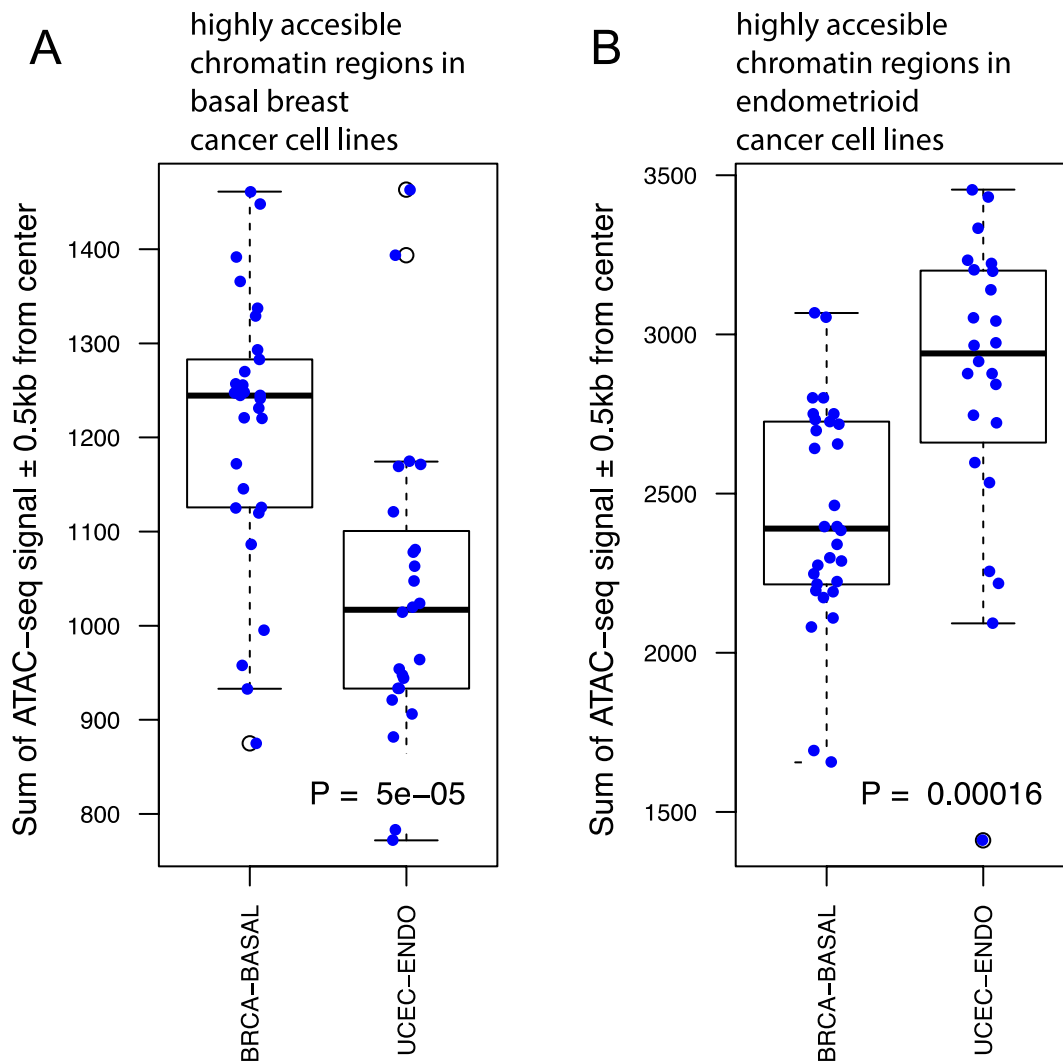 A
highly accesible
chromatin regions in
basal breast
cancer cell lines
Sum of ATAC−seq signal ± 0.5kb from center
1400
1300
1200
1100
1000
900
800
P = 5e−05
BRCA−BASAL
UCEC−ENDO
B
highly accesible
chromatin regions in
endometrioid
cancer cell lines
Sum of ATAC−seq signal ± 0.5kb from center
3500
3000
2500
2000
1500
P = 0.00016
BRCA−BASAL
UCEC−ENDO